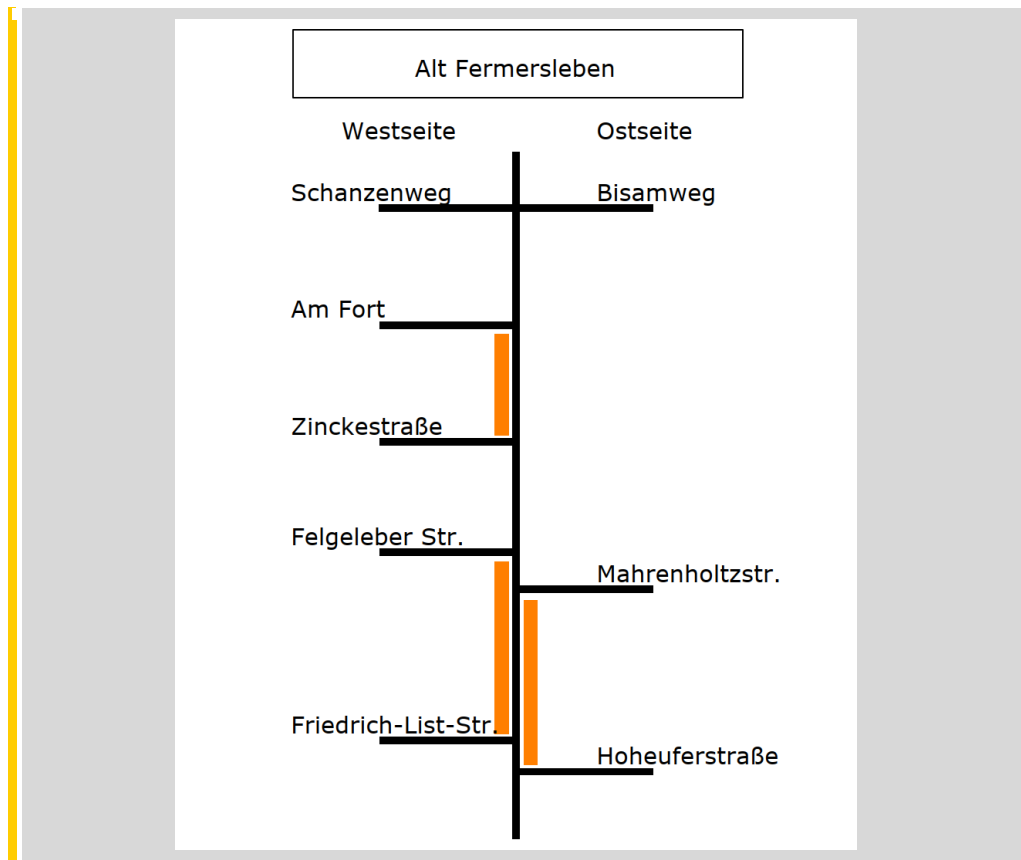 Alt Fermersleben
Westseite Ostseite
Schanzenweg Bisamweg
Am Fort
Zinckestraße
Felgeleber Str.
Mahrenholtzstr.
Friedrich-List-Str.
Hoheuferstraße